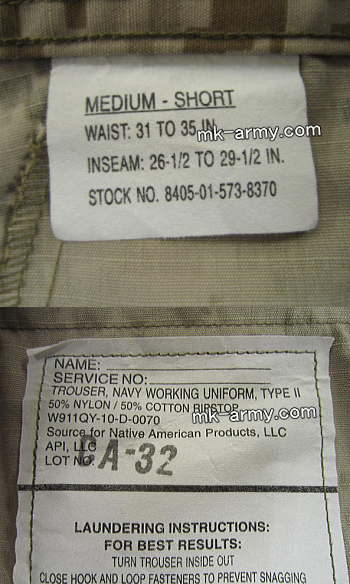 MEDIUM - SHORT
WAIST: 31 TO 35 IN.
mk-army.com
INSEAM: 26-1/2 TO 29-1/2 IN.
STOCK NO. 8405-01-573-8370
NAME:
SERVICE NO:
TROUSER, NAVY WORKING UNIFORM, TYPE II
50% NYLON / 50% COTTON RIPSTOP
mk-army.com
W911QY-10-D-0070
Source for Native American Products, LLC
API, LLC
LOT NO. BA-32
LAUNDERING INSTRUCTIONS:
FOR BEST RESULTS:
TURN TROUSER INSIDE OUT
CLOSE HOOK AND LOOP FASTENERS TO PREVENT SNAGGING